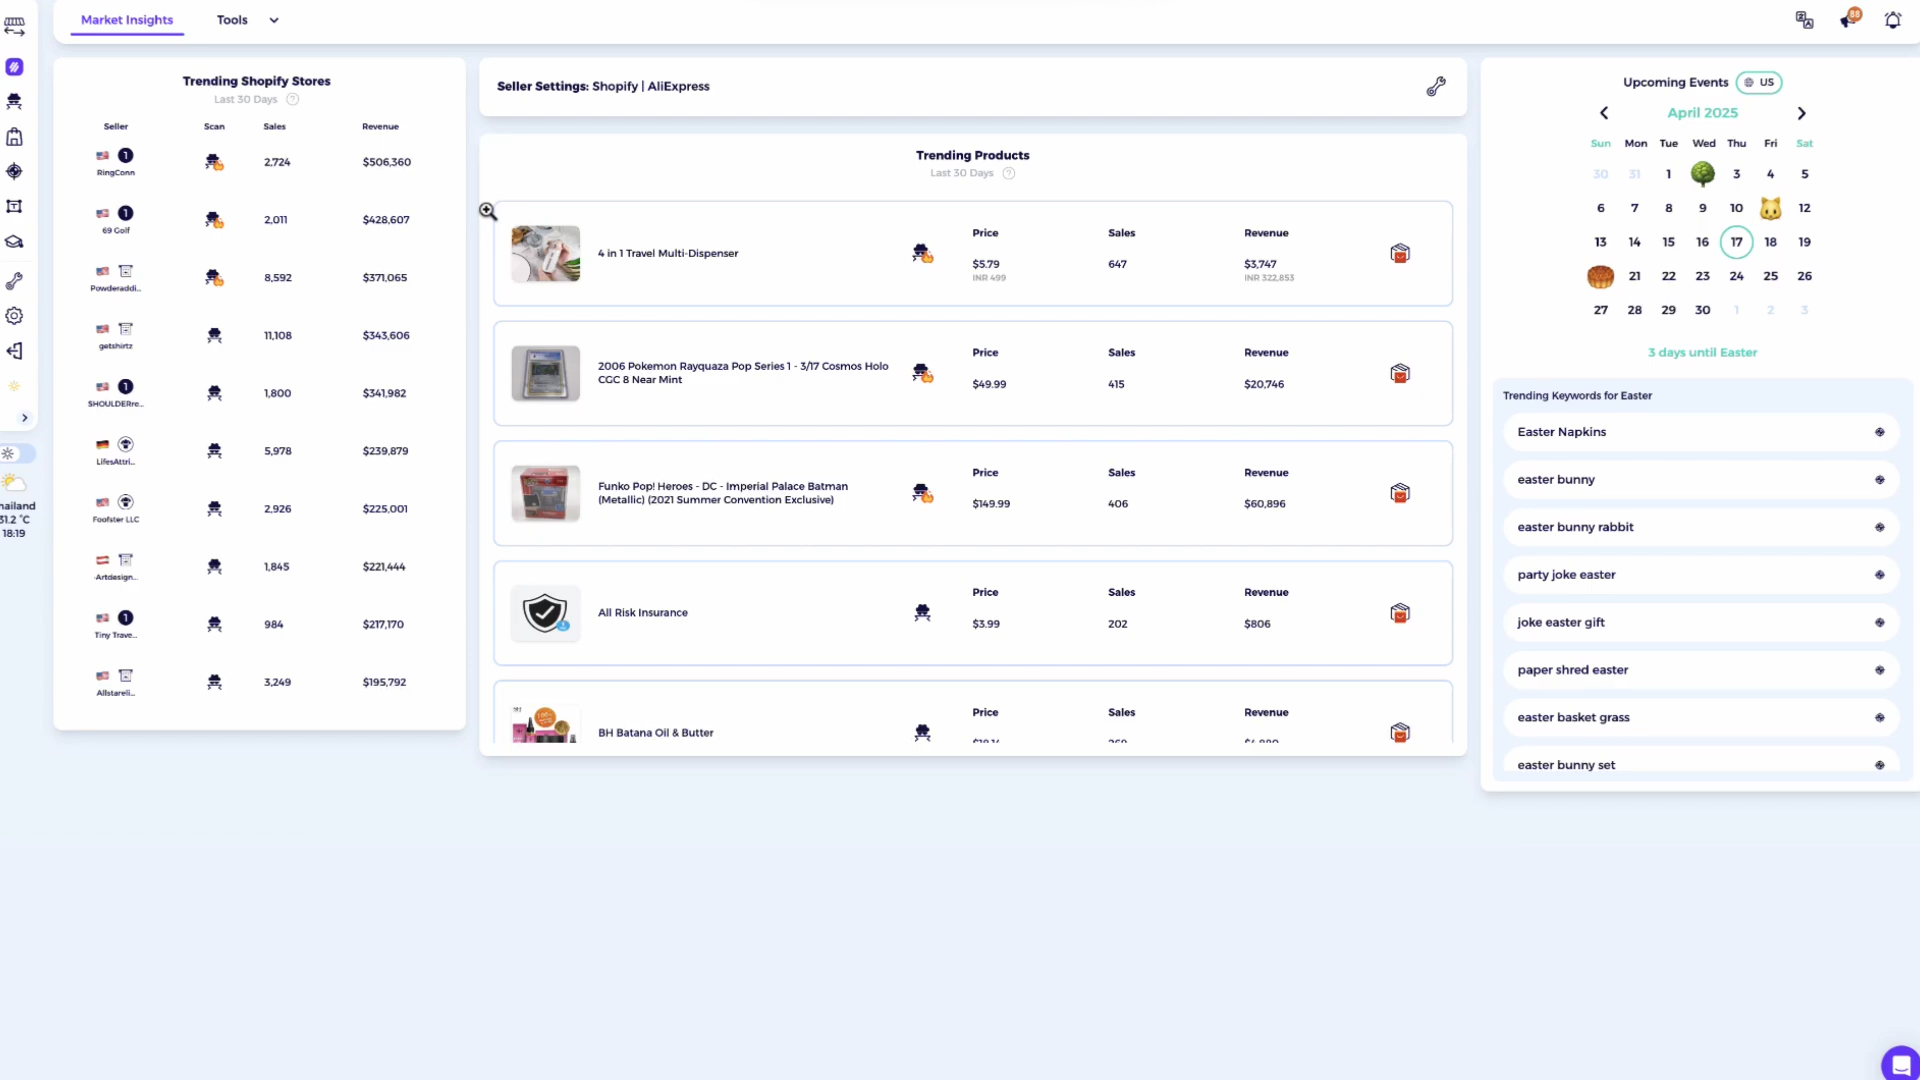 Market Insights
Tools
88
Trending Shopify Stores
Last 30 Days ?
Seller Scan Sales Revenue
1
RingConn
2,724 $506,360
1
69 Golf
2,011 $428,607
Powderaddi...
8,592 $371,065
getshirtz
11,108 $343,606
1
SHOULDERre...
1,800 $341,982
LifesAttri...
5,978 $239,879
Foofster LLC
2,926 $225,001
-Artdesign...
1,845 $221,444
1
Tiny Trave...
984 $217,170
Allstareli...
3,249 $195,792
hailand
31.2 °C
18:19
Seller Settings: Shopify | AliExpress
Trending Products
Last 30 Days ?
4 in 1 Travel Multi-Dispenser
Price Sales Revenue
$5.79 647 $3,747
INR 499 INR 322,853
2006 Pokemon Rayquaza Pop Series 1 - 3/17 Cosmos Holo
CGC 8 Near Mint
Price Sales Revenue
$49.99 415 $20,746
Funko Pop! Heroes - DC - Imperial Palace Batman
(Metallic) (2021 Summer Convention Exclusive)
Price Sales Revenue
$149.99 406 $60,896
All Risk Insurance
Price Sales Revenue
$3.99 202 $806
BH Batana Oil & Butter
Price Sales Revenue
Upcoming Events US
April 2025
Sun Mon Tue Wed Thu Fri Sat
30 31 1 3 4 5
6 7 8 9 10 12
13 14 15 16 17 18 19
21 22 23 24 25 26
27 28 29 30 1 2 3
3 days until Easter
Trending Keywords for Easter
Easter Napkins
easter bunny
easter bunny rabbit
party joke easter
joke easter gift
paper shred easter
easter basket grass
easter bunny set